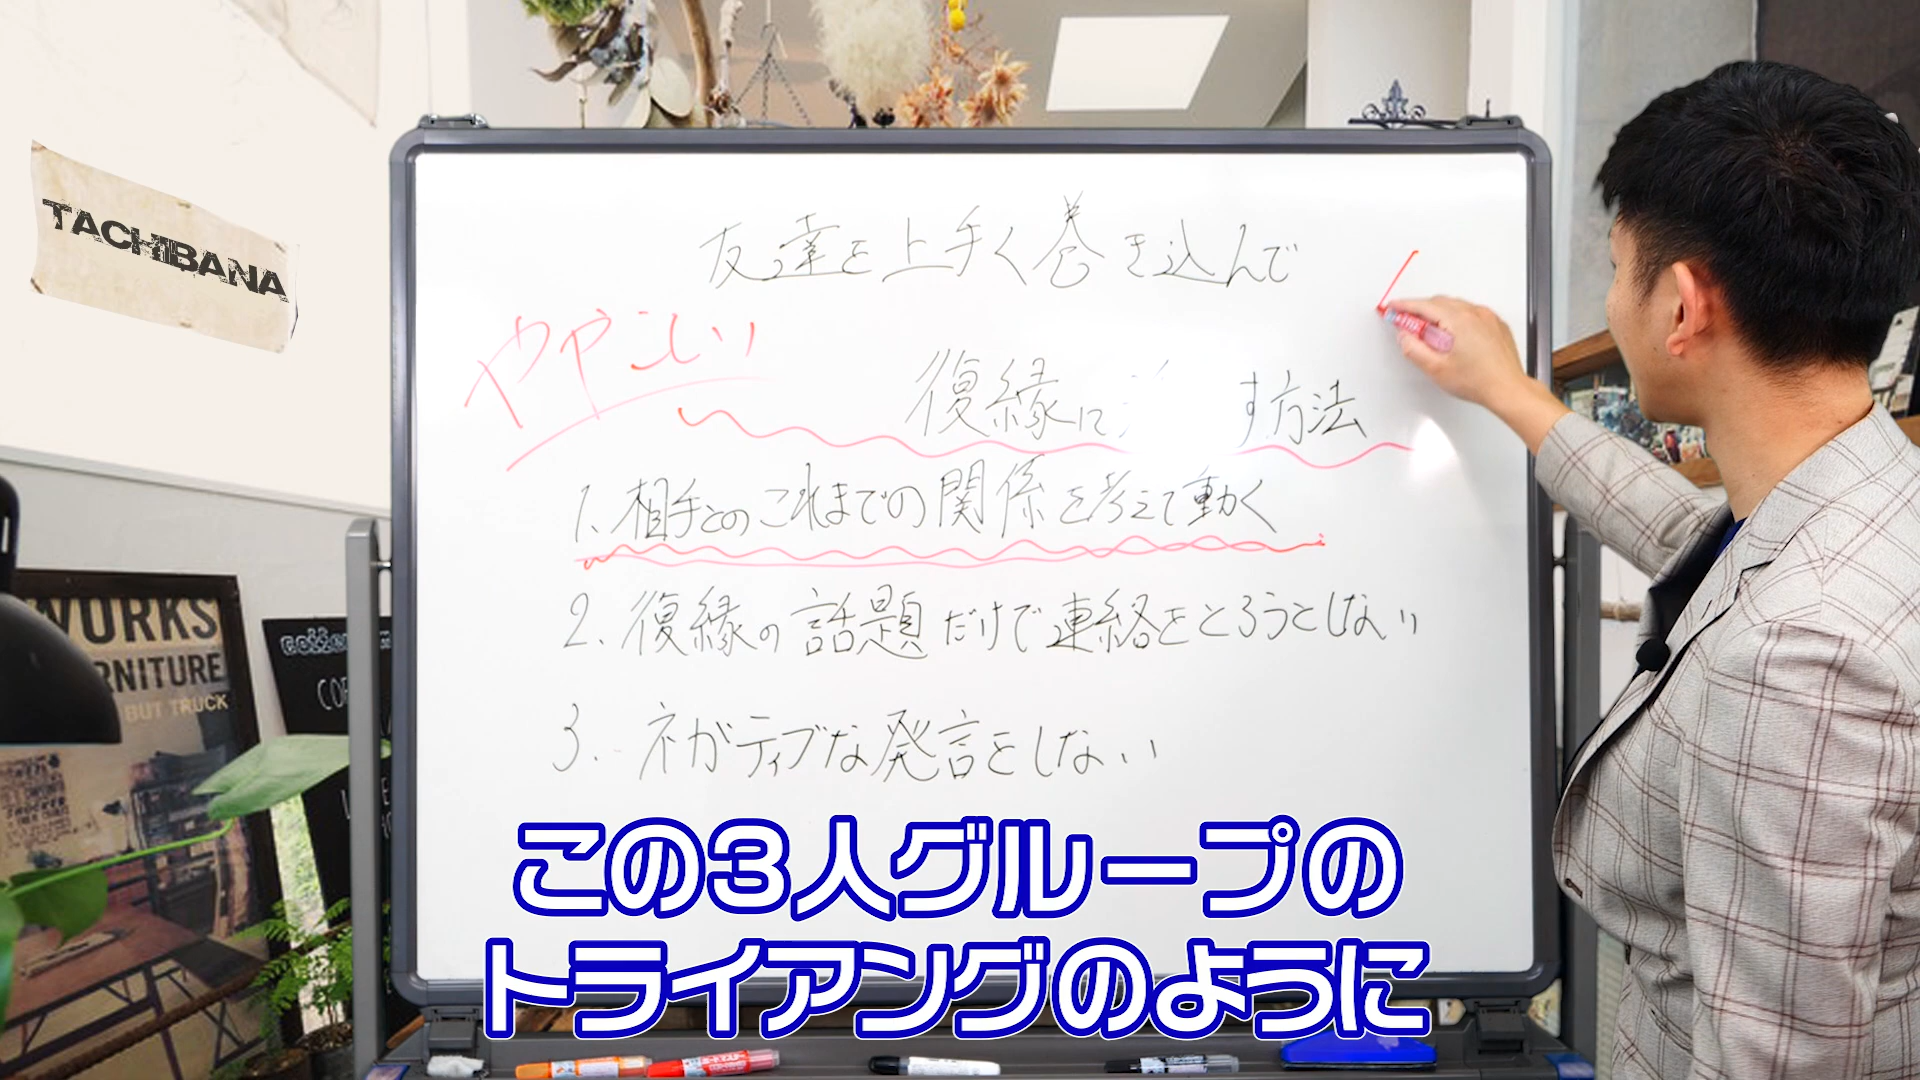 TACHIBANA
友達を上手く巻き込んで
ややこしい
復縁に す方法
1. 相手とのこれまでの関係を考えて動く
2. 復縁の話題だけで連絡をとろうとしない
3. ネガティブな発言をしない
WORKS
FURNITURE
BUT TRUCK
この3人グループの
トライアングのように